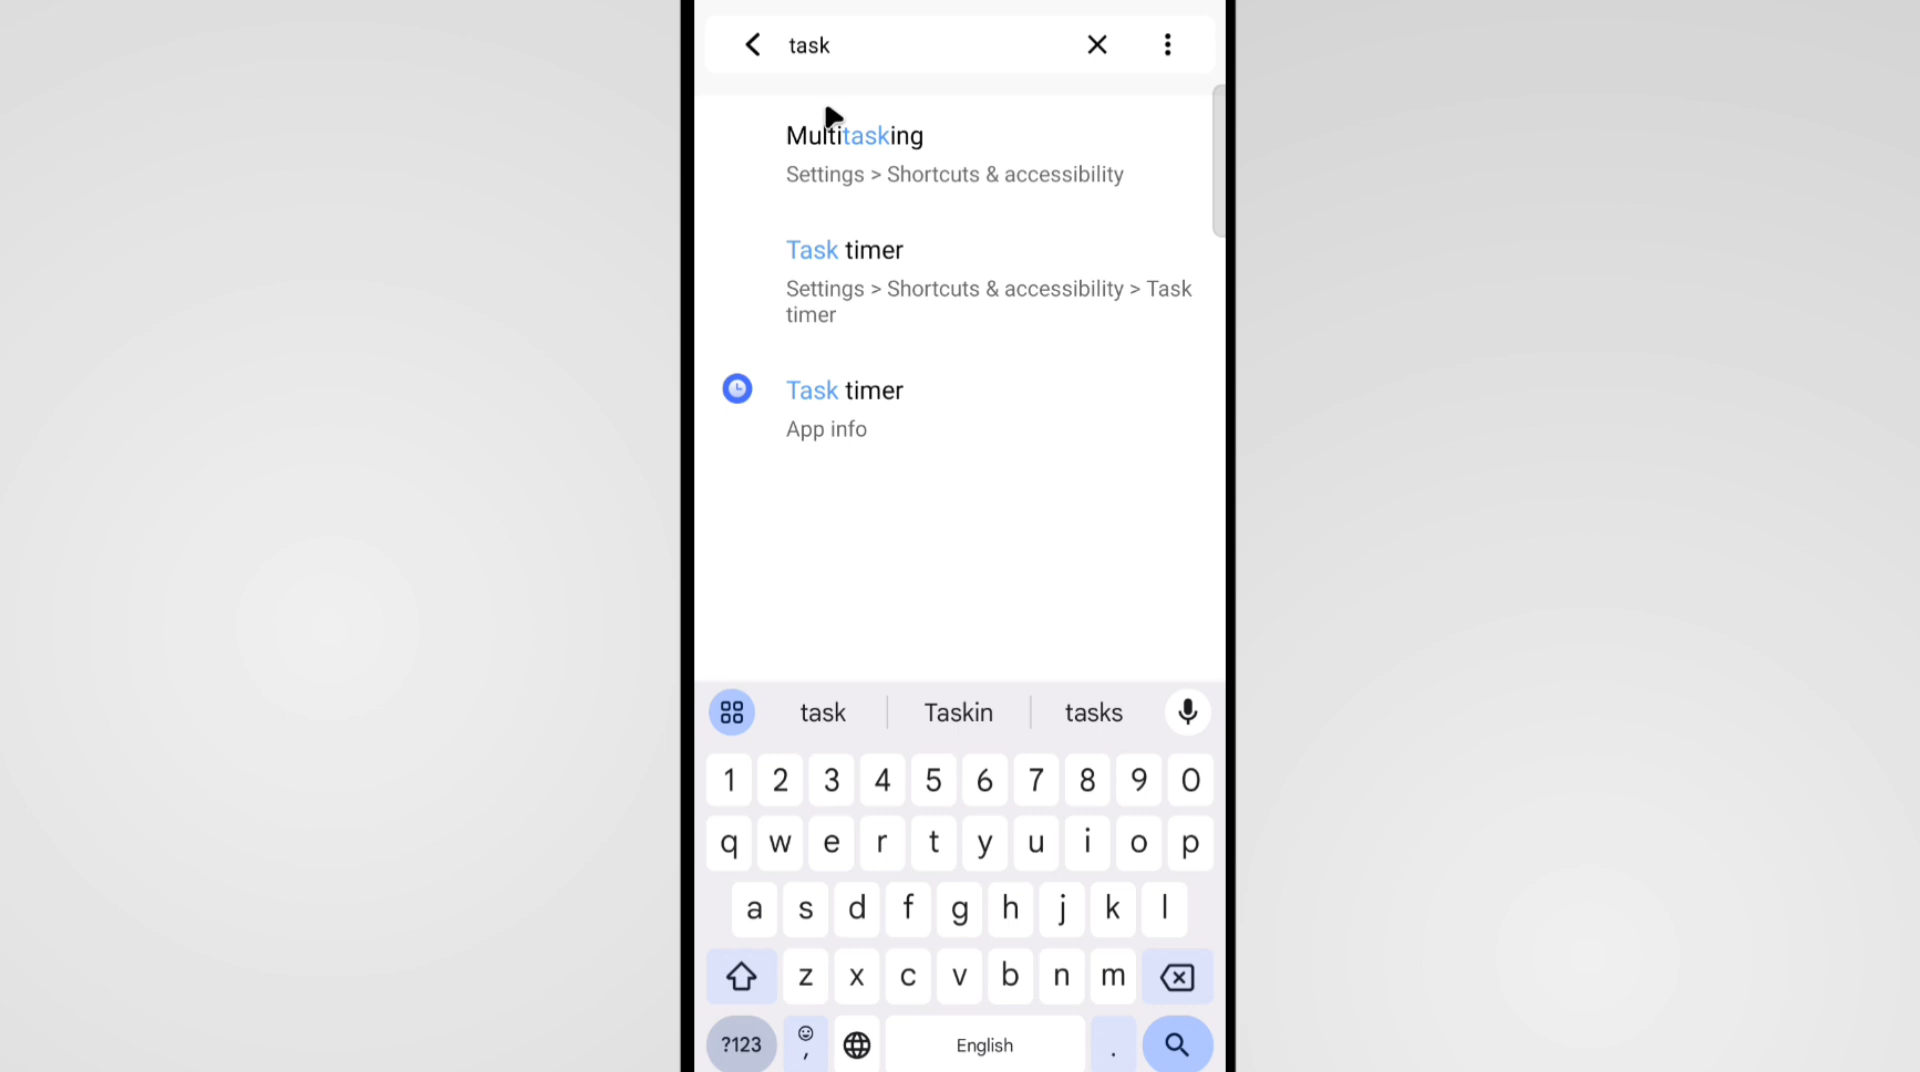 task
Multitasking
Settings > Shortcuts & accessibility
Task timer
Settings > Shortcuts & accessibility > Task
timer
Task timer
App info
task Taskin tasks
1 2 3 4 5 6 7 8 9 0
q w e r t y u i o p
a s d f g h j k l
z x c v b n m
?123 , English .